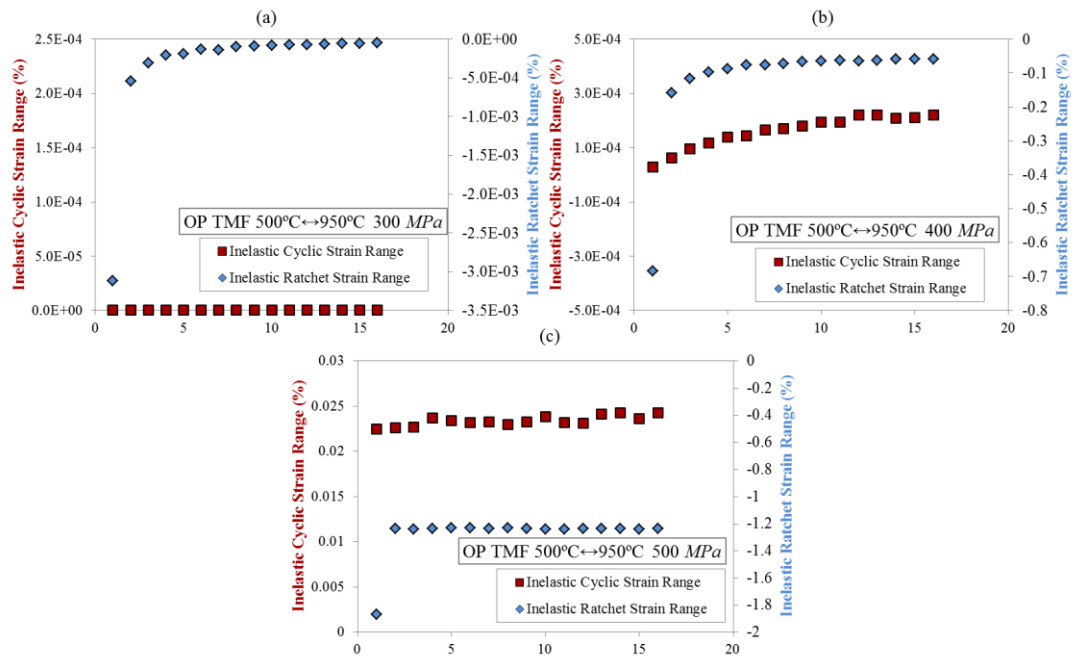 (a)
Inelastic Cyclic Strain Range (%)
2.5E-04
2.0E-04
1.5E-04
1.0E-04
5.0E-05
0.0E+00
0
5
10
15
20
0.0E+00
-5.0E-04
-1.0E-03
-1.5E-03
-2.0E-03
-2.5E-03
-3.0E-03
-3.5E-03
Inelastic Ratchet Strain Range (%)
OP TMF 500ºC↔950ºC 300 MPa
Inelastic Cyclic Strain Range
Inelastic Ratchet Strain Range
(b)
Inelastic Cyclic Strain Range (%)
5.0E-04
3.0E-04
1.0E-04
-1.0E-04
-3.0E-04
-5.0E-04
0
5
10
15
20
0
-0.1
-0.2
-0.3
-0.4
-0.5
-0.6
-0.7
-0.8
Inelastic Ratchet Strain Range (%)
OP TMF 500ºC↔950ºC 400 MPa
Inelastic Cyclic Strain Range
Inelastic Ratchet Strain Range
(c)
Inelastic Cyclic Strain Range (%)
0.03
0.025
0.02
0.015
0.01
0.005
0
0
5
10
15
20
0
-0.2
-0.4
-0.6
-0.8
-1
-1.2
-1.4
-1.6
-1.8
-2
Inelastic Ratchet Strain Range (%)
OP TMF 500ºC↔950ºC 500 MPa
Inelastic Cyclic Strain Range
Inelastic Ratchet Strain Range